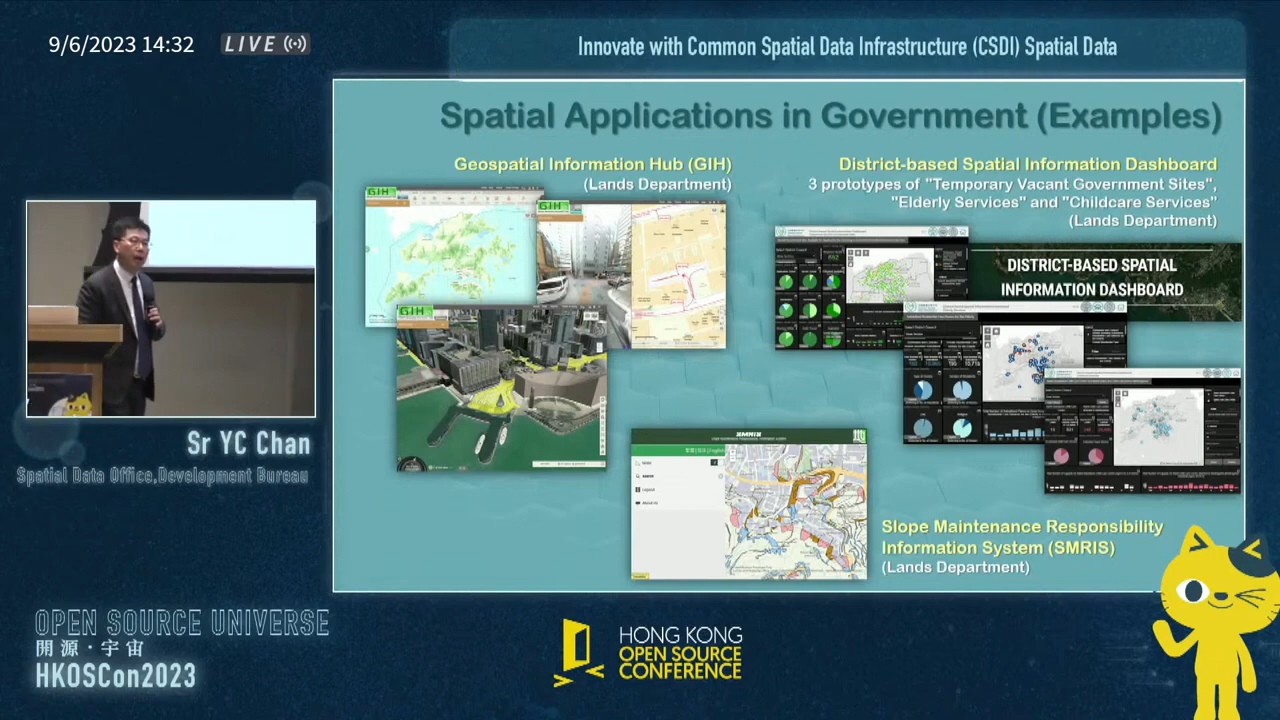 9/6/2023 14:32
LIVE
Innovate with Common Spatial Data Infrastructure (CSDI) Spatial Data
Spatial Applications in Government (Examples)
Geospatial Information Hub (GIH)
(Lands Department)
District-based Spatial Information Dashboard
3 prototypes of "Temporary Vacant Government Sites",
"Elderly Services" and "Childcare Services"
(Lands Department)
GIH
GIH
GIH
DISTRICT-BASED SPATIAL
INFORMATION DASHBOARD
SMRIS
Slope Maintenance Responsibility
Information System (SMRIS)
(Lands Department)
Sr YC Chan
Spatial Data Office,Development Bureau
OPEN SOURCE UNIVERSE
開源·宇宙
HKOSCon2023
HONG KONG
OPEN SOURCE
CONFERENCE